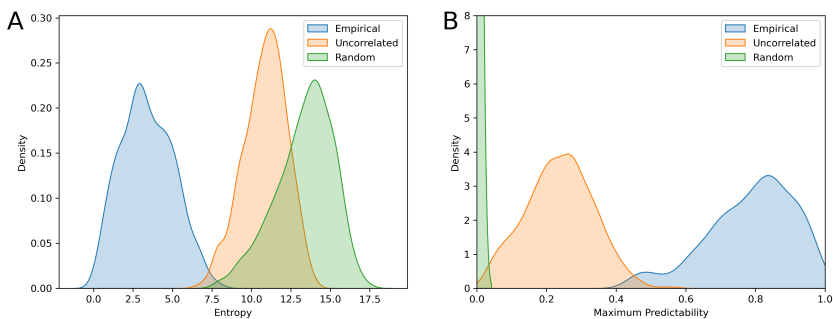 A
0.30
0.25
0.20
0.15
0.10
0.05
0.00
Density
0.0 2.5 5.0 7.5 10.0 12.5 15.0 17.5
Entropy
Empirical
Uncorrelated
Random
B
8
7
6
5
4
3
2
1
0
Density
0.0 0.2 0.4 0.6 0.8 1.0
Maximum Predictability
Empirical
Uncorrelated
Random